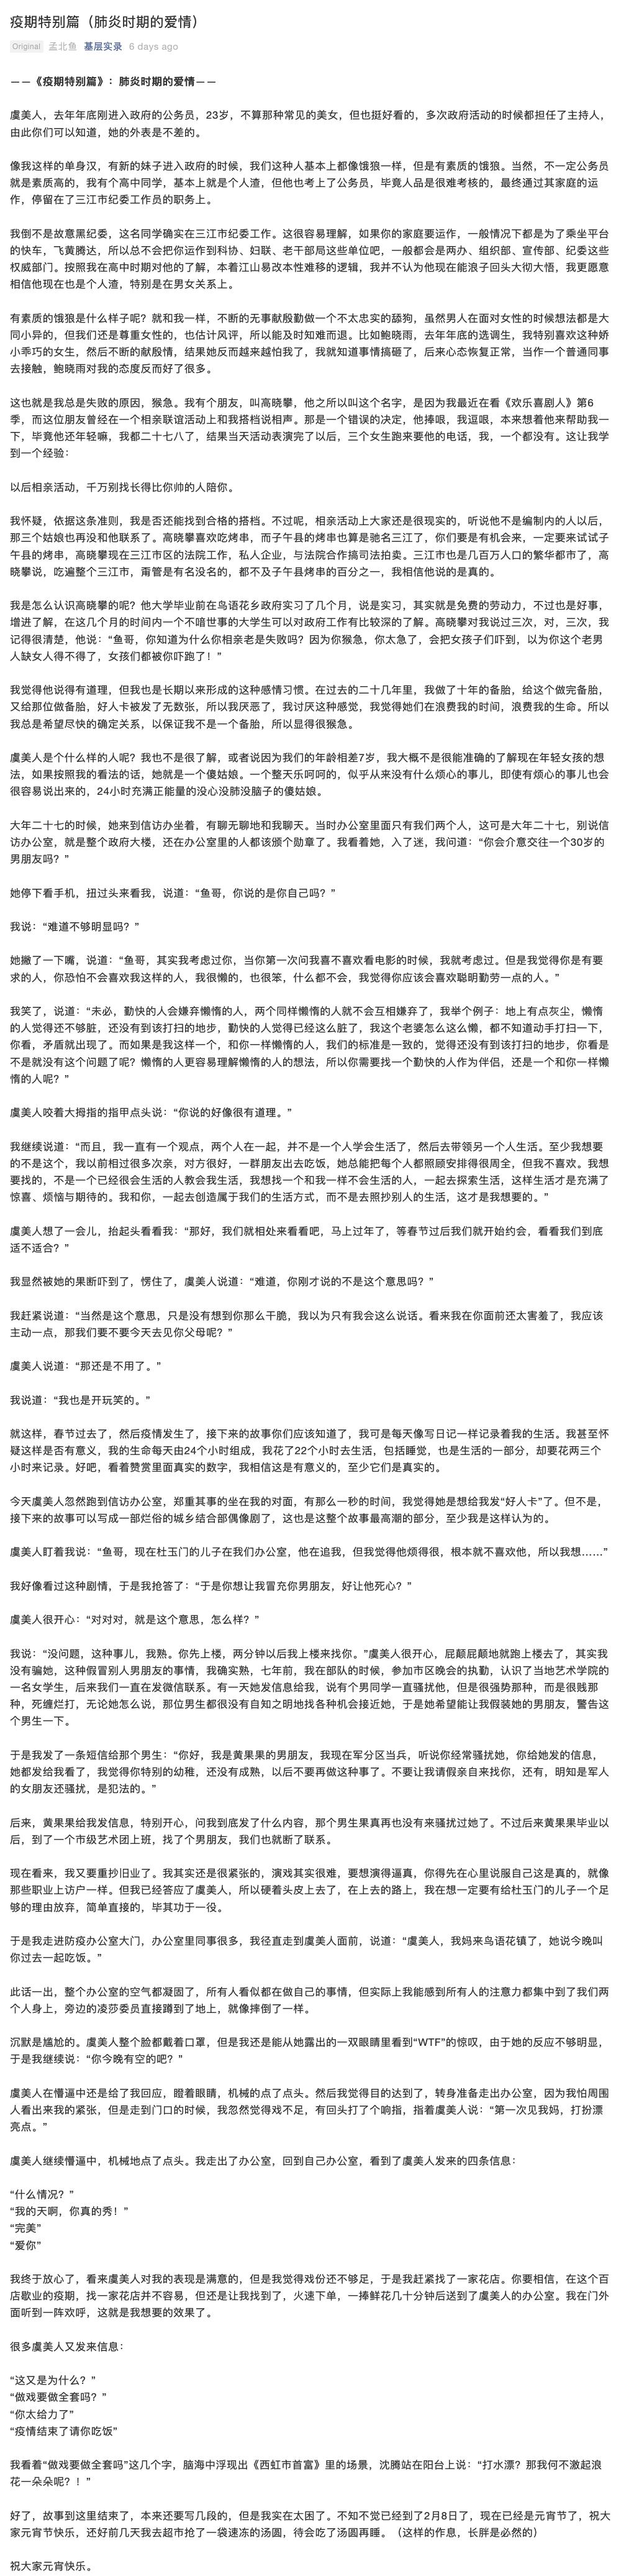 疫期特别篇（肺炎时期的爱情）
Original 孟北鱼 基层实录 6 days ago
——《疫期特别篇》：肺炎时期的爱情——
虞美人，去年年底刚进入政府的公务员，23岁，不算那种常见的美女，但也挺好看的，多次政府活动的时候都担任了主持人，
由此你们可以知道，她的外表是不差的。
像我这样的单身汉，有新的妹子进入政府的时候，我们这种人基本上都像饿狼一样，但是有素质的饿狼。当然，不一定公务员
就是素质高的，我有个高中同学，基本上就是个人渣，但他也考上了公务员，毕竟人品是很难考核的，最终通过其家庭的运
作，停留在了三江市纪委工作员的职务上。
我倒不是故意黑纪委，这名同学确实在三江市纪委工作。这很容易理解，如果你的家庭要运作，一般情况下都是为了乘坐平台
的快车，飞黄腾达，所以总不会把你运作到科协、妇联、老干部局这些单位吧，一般都会是两办、组织部、宣传部、纪委这些
权威部门。按照我在高中时期对他的了解，本着江山易改本性难移的逻辑，我并不认为他现在能浪子回头大彻大悟，我更愿意
相信他现在也是个人渣，特别是在男女关系上。
有素质的饿狼是什么样子呢？就和我一样，不断的无事献殷勤做一个不太忠实的舔狗，虽然男人在面对女性的时候想法都是大
同小异的，但我们还是尊重女性的，也估计风评，所以能及时知难而退。比如鲍晓雨，去年年底的选调生，我特别喜欢这种娇
小乖巧的女生，然后不断的献殷情，结果她反而越来越怕我了，我就知道事情搞砸了，后来心态恢复正常，当作一个普通同事
去接触，鲍晓雨对我的态度反而好了很多。
这也就是我总是失败的原因，猴急。我有个朋友，叫高晓攀，他之所以叫这个名字，是因为我最近在看《欢乐喜剧人》第6
季，而这位朋友曾经在一个相亲联谊活动上和我搭档说相声。那是一个错误的决定，他捧哏，我逗哏，本来想着他来帮助我一
下，毕竟他还年轻嘛，我都二十七八了，结果当天活动表演完了以后，三个女生跑来要他的电话，我，一个都没有。这让我学
到一个经验：
以后相亲活动，千万别找长得比你帅的人陪你。
我怀疑，依据这条准则，我是否还能找到合格的搭档。不过呢，相亲活动上大家还是很现实的，听说他不是编制内的人以后，
那三个姑娘也再没和他联系了。高晓攀喜欢吃烤串，而子午县的烤串也算是驰名三江了，你们要是有机会来，一定要来试试子
午县的烤串，高晓攀现在三江市区的法院工作，私人企业，与法院合作搞司法拍卖。三江市也是几百万人口的繁华都市了，高
晓攀说，吃遍整个三江市，甭管是有名没名的，都不及子午县烤串的百分之一，我相信他说的是真的。
我是怎么认识高晓攀的呢？他大学毕业前在鸟语花乡政府实习了几个月，说是实习，其实就是免费的劳动力，不过也是好事，
增进了解，在这几个月的时间内一个不喑世事的大学生可以对政府工作有比较深的了解。高晓攀对我说过三次，对，三次，我
记得很清楚，他说：“鱼哥，你知道为什么你相亲老是失败吗？因为你猴急，你太急了，会把女孩子们吓到，以为你这个老男
人缺女人得不得了，女孩们都被你吓跑了！”
我觉得他说得有道理，但我也是长期以来形成的这种感情习惯。在过去的二十几年里，我做了十年的备胎，给这个做完备胎，
又给那位做备胎，好人卡被发了无数张，所以我厌恶了，我讨厌这种感觉，我觉得她们在浪费我的时间，浪费我的生命。所以
我总是希望尽快的确定关系，以保证我不是一个备胎，所以显得很猴急。
虞美人是个什么样的人呢？我也不是很了解，或者说因为我们的年龄相差7岁，我大概不是很能准确的了解现在年轻女孩的想
法，如果按照我的看法的话，她就是一个傻姑娘。一个整天乐呵呵的，似乎从来没有什么烦心的事儿，即使有烦心的事儿也会
很容易说出来的，24小时充满正能量的没心没肺没脑子的傻姑娘。
大年二十七的时候，她来到信访办坐着，有聊无聊地和我聊天。当时办公室里面只有我们两个人，这可是大年二十七，别说信
访办公室，就是整个政府大楼，还在办公室里的人都该颁个勋章了。我看着她，入了迷，我问道：“你会介意交往一个30岁的
男朋友吗？”
她停下看手机，扭过头来看我，说道：“鱼哥，你说的是你自己吗？”
我说：“难道不够明显吗？”
她撇了一下嘴，说道：“鱼哥，其实我考虑过你，当你第一次问我喜不喜欢看电影的时候，我就考虑过。但是我觉得你是有要
求的人，你恐怕不会喜欢我这样的人，我很懒的，也很笨，什么都不会，我觉得你应该会喜欢聪明勤劳一点的人。”
我笑了，说道：“未必，勤快的人会嫌弃懒惰的人，两个同样懒惰的人就不会互相嫌弃了，我举个例子：地上有点灰尘，懒惰
的人觉得还不够脏，还没有到该打扫的地步，勤快的人觉得已经这么脏了，我这个老婆怎么这么懒，都不知道动手打扫一下，
你看，矛盾就出现了。而如果是我这样一个，和你一样懒惰的人，我们的标准是一致的，觉得还没有到该打扫的地步，你看是
不是就没有这个问题了呢？懒惰的人更容易理解懒惰的人的想法，所以你需要找一个勤快的人作为伴侣，还是一个和你一样懒
惰的人呢？”
虞美人咬着大拇指的指甲点头说：“你说的好像很有道理。”
我继续说道：“而且，我一直有一个观点，两个人在一起，并不是一个人学会生活了，然后去带领另一个人生活。至少我想要
的不是这个，我以前相过很多次亲，对方很好，一群朋友出去吃饭，她总能把每个人都照顾安排得很周全，但我不喜欢。我想
要找的，不是一个已经很会生活的人教会我生活，我想找一个和我一样不会生活的人，一起去探索生活，这样生活才是充满了
惊喜、烦恼与期待的。我和你，一起去创造属于我们的生活方式，而不是去照抄别人的生活，这才是我想要的。”
虞美人想了一会儿，抬起头看看我：“那好，我们就相处来看看吧，马上过年了，等春节过后我们就开始约会，看看我们到底
适不适合？”
我显然被她的果断吓到了，愣住了，虞美人说道：“难道，你刚才说的不是这个意思吗？”
我赶紧说道：“当然是这个意思，只是没有想到你那么干脆，我以为只有我会这么说话。看来我在你面前还太害羞了，我应该
主动一点，那我们要不要今天去见你父母呢？”
虞美人说道：“那还是不用了。”
我说道：“我也是开玩笑的。”
就这样，春节过去了，然后疫情发生了，接下来的故事你们应该知道了，我可是每天像写日记一样记录着我的生活。我甚至怀
疑这样是否有意义，我的生命每天由24个小时组成，我花了22个小时去生活，包括睡觉，也是生活的一部分，却要花两三个
小时来记录。好吧，看着赞赏里面真实的数字，我相信这是有意义的，至少它们是真实的。
今天虞美人忽然跑到信访办公室，郑重其事的坐在我的对面，有那么一秒的时间，我觉得她是想给我发“好人卡”了。但不是，
接下来的故事可以写成一部烂俗的城乡结合部偶像剧了，这也是这整个故事最高潮的部分，至少我是这样认为的。
虞美人盯着我说：“鱼哥，现在杜玉门的儿子在我们办公室，他在追我，但我觉得他烦得很，根本就不喜欢他，所以我想……”
我好像看过这种剧情，于是我抢答了：“于是你想让我冒充你男朋友，好让他死心？”
虞美人很开心：“对对对，就是这个意思，怎么样？”
我说：“没问题，这种事儿，我熟。你先上楼，两分钟以后我上楼来找你。”虞美人很开心，屁颠屁颠地就跑上楼去了，其实我
没有骗她，这种假冒别人男朋友的事情，我确实熟，七年前，我在部队的时候，参加市区晚会的执勤，认识了当地艺术学院的
一名女学生，后来我们一直在发微信联系。有一天她发信息给我，说有个男同学一直骚扰他，但是很强势那种，而是很贱那
种，死缠烂打，无论她怎么说，那位男生都很没有自知之明地找各种机会接近她，于是她希望能让我假装她的男朋友，警告这
个男生一下。
于是我发了一条短信给那个男生：“你好，我是黄果果的男朋友，我现在军分区当兵，听说你经常骚扰她，你给她发的信息，
她都发给我看了，我觉得你特别的幼稚，还没有成熟，以后不要再做这种事了。不要让我请假亲自来找你，还有，明知是军人
的女朋友还骚扰，是犯法的。”
后来，黄果果给我发信息，特别开心，问我到底发了什么内容，那个男生果真再也没有来骚扰过她了。不过后来黄果果毕业以
后，到了一个市级艺术团上班，找了个男朋友，我们也就断了联系。
现在看来，我又要重抄旧业了。我其实还是很紧张的，演戏其实很难，要想演得逼真，你得先在心里说服自己这是真的，就像
那些职业上访户一样。但我已经答应了虞美人，所以硬着头皮上去了，在上去的路上，我在想一定要有给杜玉门的儿子一个足
够的理由放弃，简单直接的，毕其功于一役。
于是我走进防疫办公室大门，办公室里同事很多，我径直走到虞美人面前，说道：“虞美人，我妈来鸟语花镇了，她说今晚叫
你过去一起吃饭。”
此话一出，整个办公室的空气都凝固了，所有人看似都在做自己的事情，但实际上我能感到所有人的注意力都集中到了我们两
个人身上，旁边的凌莎委员直接蹲到了地上，就像摔倒了一样。
沉默是尴尬的。虞美人整个脸都戴着口罩，但是我还是能从她露出的一双眼睛里看到“WTF”的惊叹，由于她的反应不够明显，
于是我继续说：“你今晚有空的吧？”
虞美人在懵逼中还是给了我回应，瞪着眼睛，机械的点了点头。然后我觉得目的达到了，转身准备走出办公室，因为我怕周围
人看出来我的紧张，但是走到门口的时候，我忽然觉得戏不足，有回头打了个响指，指着虞美人说：“第一次见我妈，打扮漂
亮点。”
虞美人继续懵逼中，机械地点了点头。我走出了办公室，回到自己办公室，看到了虞美人发来的四条信息：
“什么情况？”
“我的天啊，你真的秀！”
“完美”
“爱你”
我终于放心了，看来虞美人对我的表现是满意的，但是我觉得戏份还不够足，于是我赶紧找了一家花店。你要相信，在这个百
店歇业的疫期，找一家花店并不容易，但还是让我找到了，火速下单，一捧鲜花几十分钟后送到了虞美人的办公室。我在门外
面听到一阵欢呼，这就是我想要的效果了。
很多虞美人又发来信息：
“这又是为什么？”
“做戏要做全套吗？”
“你太给力了”
“疫情结束了请你吃饭”
我看着“做戏要做全套吗”这几个字，脑海中浮现出《西虹市首富》里的场景，沈腾站在阳台上说：“打水漂？那我何不激起浪
花一朵朵呢？！”
好了，故事到这里结束了，本来还要写几段的，但是我实在太困了。不知不觉已经到了2月8日了，现在已经是元宵节了，祝大
家元宵节快乐，还好前几天我去超市抢了一袋速冻的汤圆，待会吃了汤圆再睡。（这样的作息，长胖是必然的）
祝大家元宵快乐。